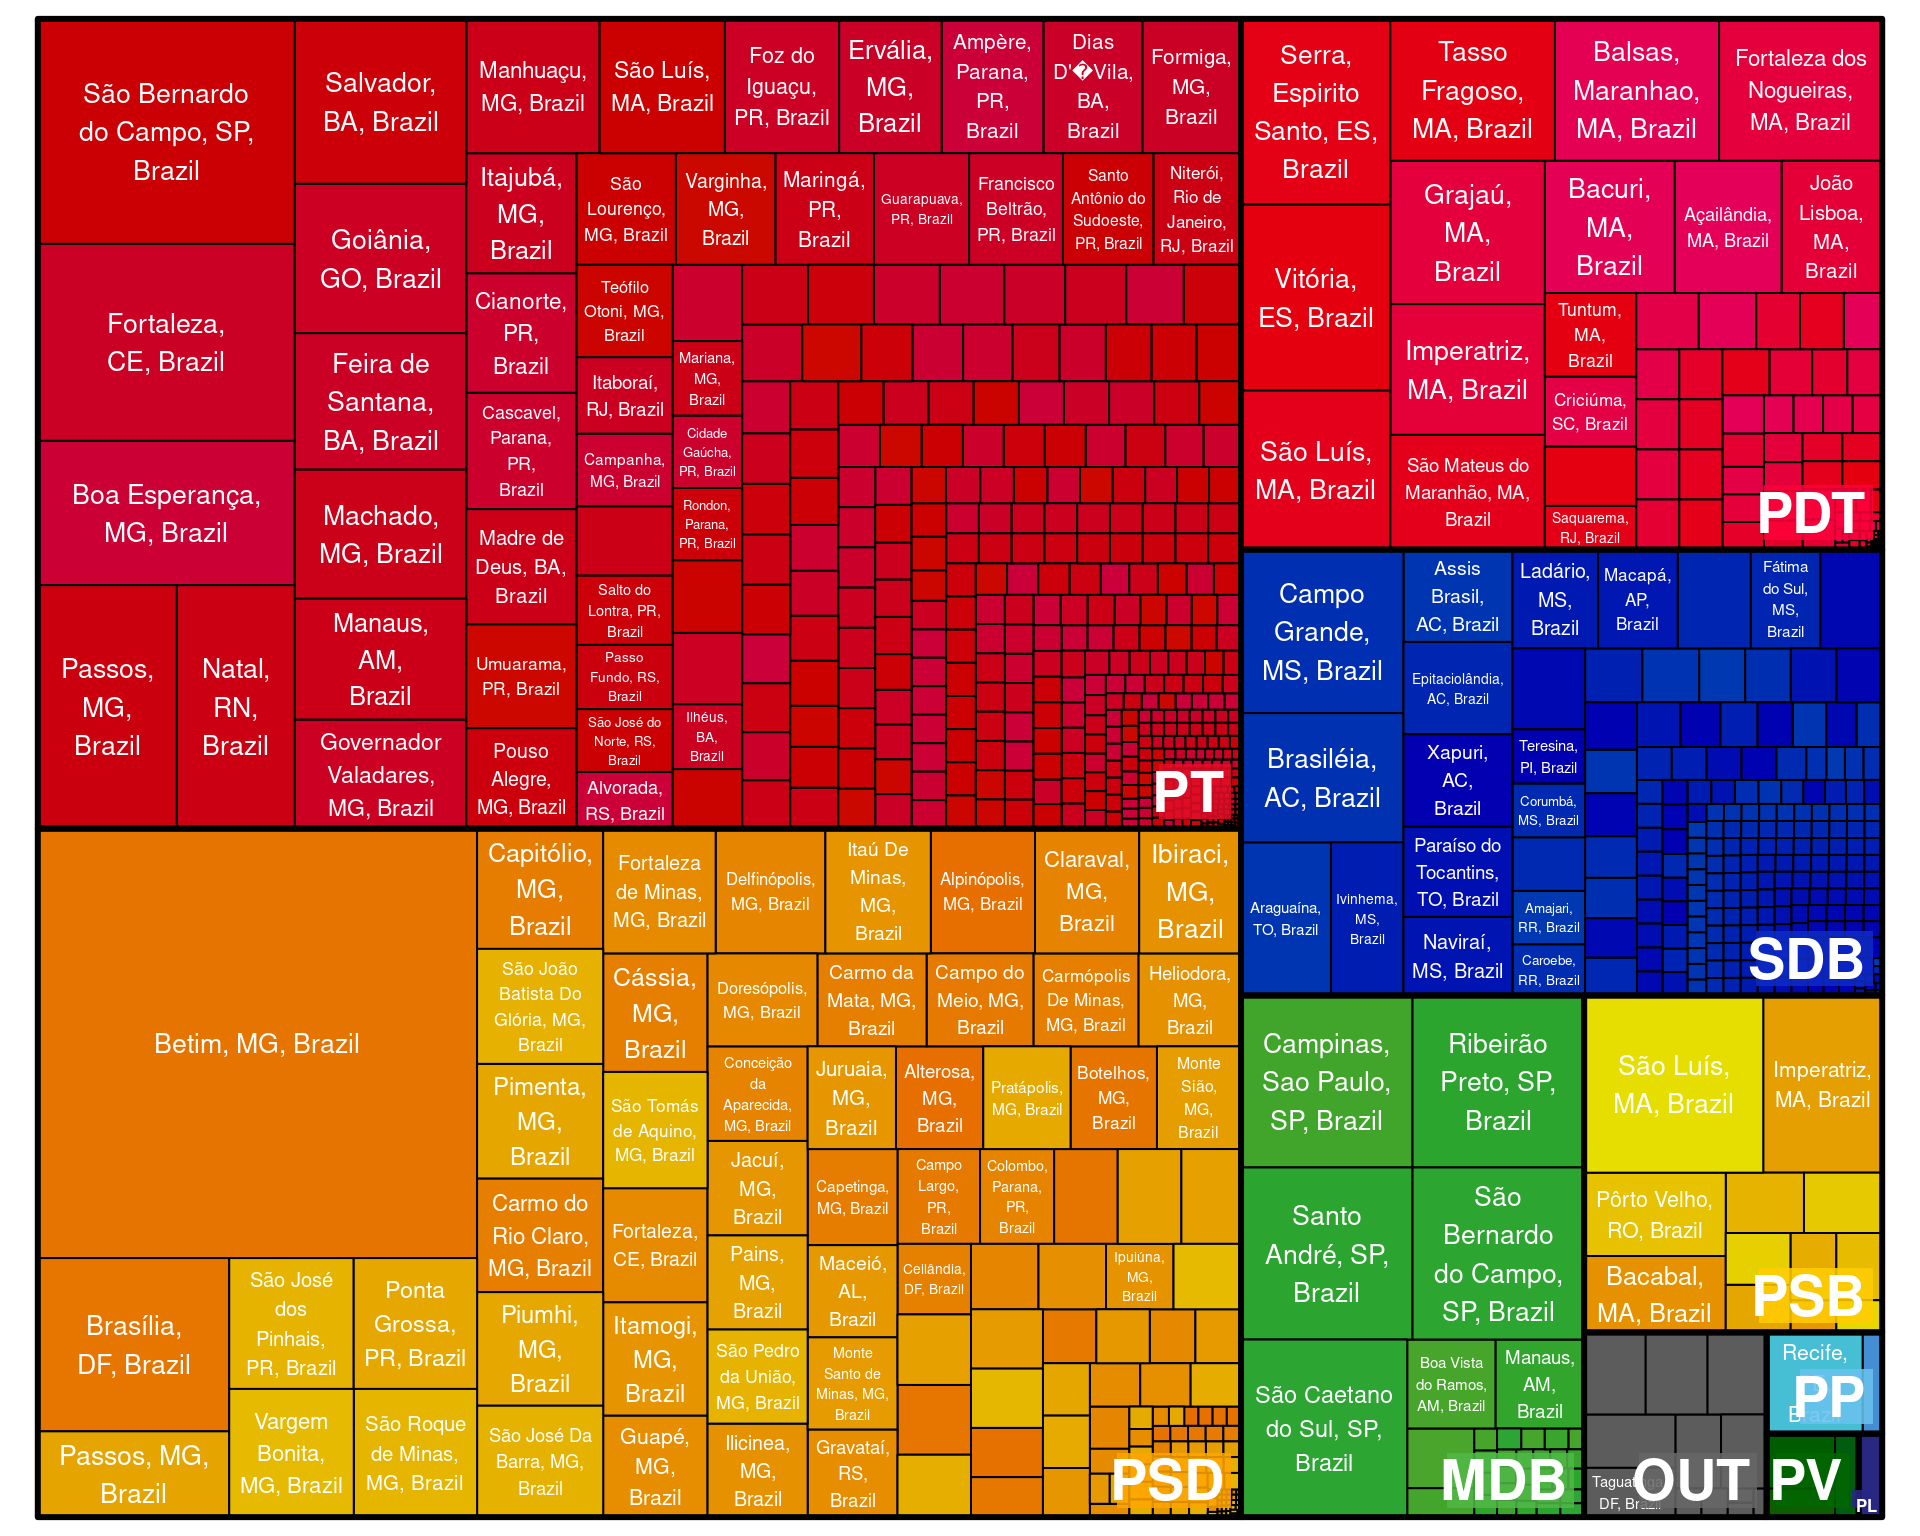 São Bernardo
do Campo, SP,
Brazil
Fortaleza,
CE, Brazil
Boa Esperança,
MG, Brazil
Passos,
MG,
Brazil
Natal,
RN,
Brazil
Salvador,
BA, Brazil
Goiânia,
GO, Brazil
Feira de
Santana,
BA, Brazil
Machado,
MG, Brazil
Manaus,
AM,
Brazil
Governador
Valadares,
MG, Brazil
Manhuaçu,
MG, Brazil
São Luís,
MA, Brazil
Foz do
Iguaçu,
PR, Brazil
Ervália,
MG,
Brazil
Ampère,
Parana,
PR,
Brazil
Dias
D'�Vila,
BA,
Brazil
Formiga,
MG,
Brazil
Itajubá,
MG,
Brazil
Cianorte,
PR,
Brazil
Cascavel,
Parana,
PR,
Brazil
Madre de
Deus, BA,
Brazil
Umuarama,
PR, Brazil
Pouso
Alegre,
MG, Brazil
São
Lourenço,
MG, Brazil
Varginha,
MG,
Brazil
Maringá,
PR,
Brazil
Guarapuava,
PR, Brazil
Francisco
Beltrão,
PR, Brazil
Santo
Antônio do
Sudoeste,
PR, Brazil
Niterói,
Rio de
Janeiro,
RJ, Brazil
Teófilo
Otoni, MG,
Brazil
Itaboraí,
RJ, Brazil
Campanha,
MG, Brazil
Salto do
Lontra, PR,
Brazil
Passo
Fundo, RS,
Brazil
São José do
Norte, RS,
Brazil
Alvorada,
RS, Brazil
Mariana,
MG,
Brazil
Cidade
Gaúcha,
PR, Brazil
Rondon,
Parana,
PR, Brazil
Ilhéus,
BA,
Brazil
PT
Serra,
Espirito
Santo, ES,
Brazil
Vitória,
ES, Brazil
São Luís,
MA, Brazil
Tasso
Fragoso,
MA, Brazil
Balsas,
Maranhao,
MA, Brazil
Fortaleza dos
Nogueiras,
MA, Brazil
Grajaú,
MA,
Brazil
Imperatriz,
MA, Brazil
São Mateus do
Maranhão, MA,
Brazil
Bacuri,
MA,
Brazil
Açailândia,
MA, Brazil
João
Lisboa,
MA,
Brazil
Tuntum,
MA,
Brazil
Criciúma,
SC, Brazil
Saquarema,
RJ, Brazil
PDT
Campo
Grande,
MS, Brazil
Brasiléia,
AC, Brazil
Araguaína,
TO, Brazil
Ivinhema,
MS,
Brazil
Assis
Brasil,
AC, Brazil
Epitaciolândia,
AC, Brazil
Xapuri,
AC,
Brazil
Paraíso do
Tocantins,
TO, Brazil
Naviraí,
MS, Brazil
Ladário,
MS,
Brazil
Macapá,
AP,
Brazil
Fátima
do Sul,
MS,
Brazil
Teresina,
PI, Brazil
Corumbá,
MS, Brazil
Amajari,
RR, Brazil
Caroebe,
RR, Brazil
SDB
Betim, MG, Brazil
Brasília,
DF, Brazil
Passos, MG,
Brazil
São José
dos
Pinhais,
PR, Brazil
Ponta
Grossa,
PR, Brazil
Vargem
Bonita,
MG, Brazil
São Roque
de Minas,
MG, Brazil
Capitólio,
MG,
Brazil
São João
Batista Do
Glória, MG,
Brazil
Pimenta,
MG,
Brazil
Carmo do
Rio Claro,
MG, Brazil
Piumhi,
MG,
Brazil
São José Da
Barra, MG,
Brazil
Fortaleza
de Minas,
MG, Brazil
Delfinópolis,
MG, Brazil
Itaú De
Minas,
MG,
Brazil
Alpinópolis,
MG, Brazil
Claraval,
MG,
Brazil
Ibiraci,
MG,
Brazil
Cássia,
MG,
Brazil
São Tomás
de Aquino,
MG, Brazil
Fortaleza,
CE, Brazil
Itamogi,
MG,
Brazil
Guapé,
MG,
Brazil
Doresópolis,
MG, Brazil
Carmo da
Mata, MG,
Brazil
Campo do
Meio, MG,
Brazil
Carmópolis
De Minas,
MG, Brazil
Heliodora,
MG,
Brazil
Conceição
da
Aparecida,
MG, Brazil
Jacuí,
MG,
Brazil
Pains,
MG,
Brazil
São Pedro
da União,
MG, Brazil
Ilicinea,
MG,
Brazil
Juruaia,
MG,
Brazil
Alterosa,
MG,
Brazil
Pratápolis,
MG, Brazil
Botelhos,
MG,
Brazil
Monte
Sião,
MG,
Brazil
Capetinga,
MG, Brazil
Maceió,
AL,
Brazil
Monte
Santo de
Minas, MG,
Brazil
Gravataí,
RS,
Brazil
Campo
Largo,
PR,
Brazil
Colombo,
Parana,
PR,
Brazil
Ceilândia,
DF, Brazil
Ipuiúna,
MG,
Brazil
PSD
Campinas,
Sao Paulo,
SP, Brazil
Ribeirão
Preto, SP,
Brazil
Santo
André, SP,
Brazil
São
Bernardo
do Campo,
SP, Brazil
São Caetano
do Sul, SP,
Brazil
Boa Vista
do Ramos,
AM, Brazil
Manaus,
AM,
Brazil
MDB
São Luís,
MA, Brazil
Imperatriz,
MA, Brazil
Pôrto Velho,
RO, Brazil
Bacabal,
MA, Brazil
PSB
Taguatinga,
DF, Brazil
OUT
Recife,
Brazil
PP
PV
PL